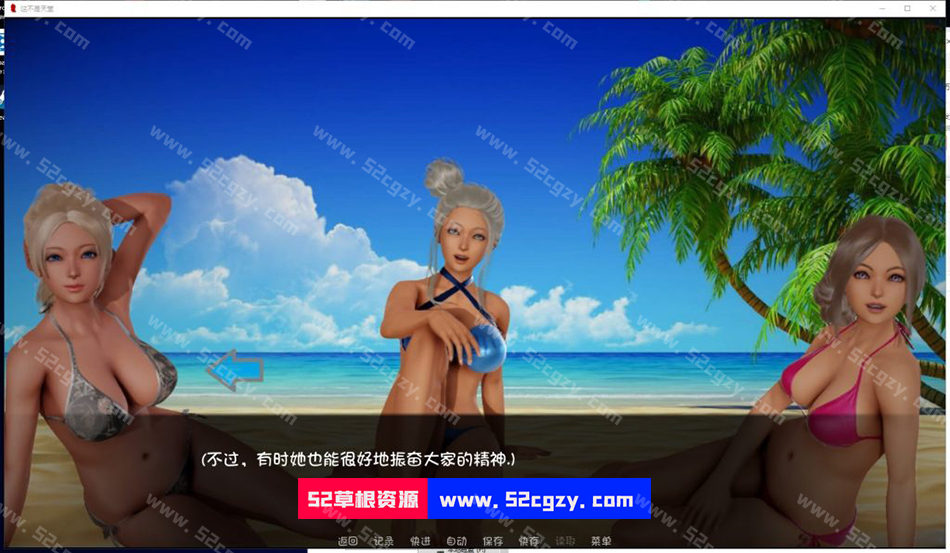 这不是天堂
(不过，有时她也能很好地振奋大家的精神.)
52草根资源 www.52cgzy.com
返回 记录 快进 自动 保存 快存 读取 菜单
www.52cgzy.com